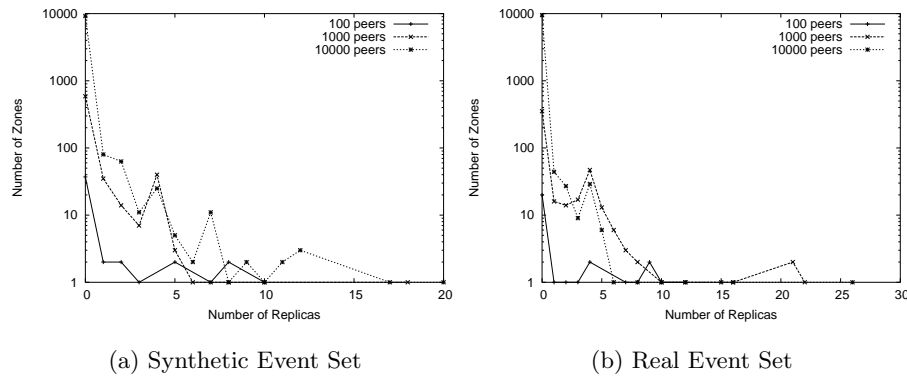 100 peers
1000 peers
10000 peers
10000
1000
100
10
1
Number of Zones
0 5 10 15 20
Number of Replicas
(a) Synthetic Event Set
100 peers
1000 peers
10000 peers
10000
1000
100
10
1
Number of Zones
0 5 10 15 20 25 30
Number of Replicas
(b) Real Event Set